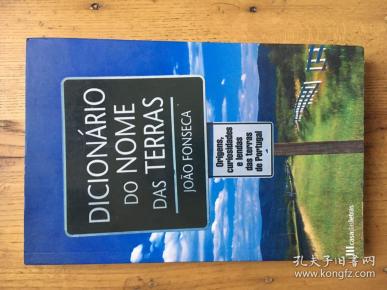 DICIONÁRIO
DO NOME
DAS TERRAS
JOÃO FONSECA
Origens,
curiosidades
e lendas
das terras
de Portugal
casadasletras
孔夫子旧书网
www.kongfz.com